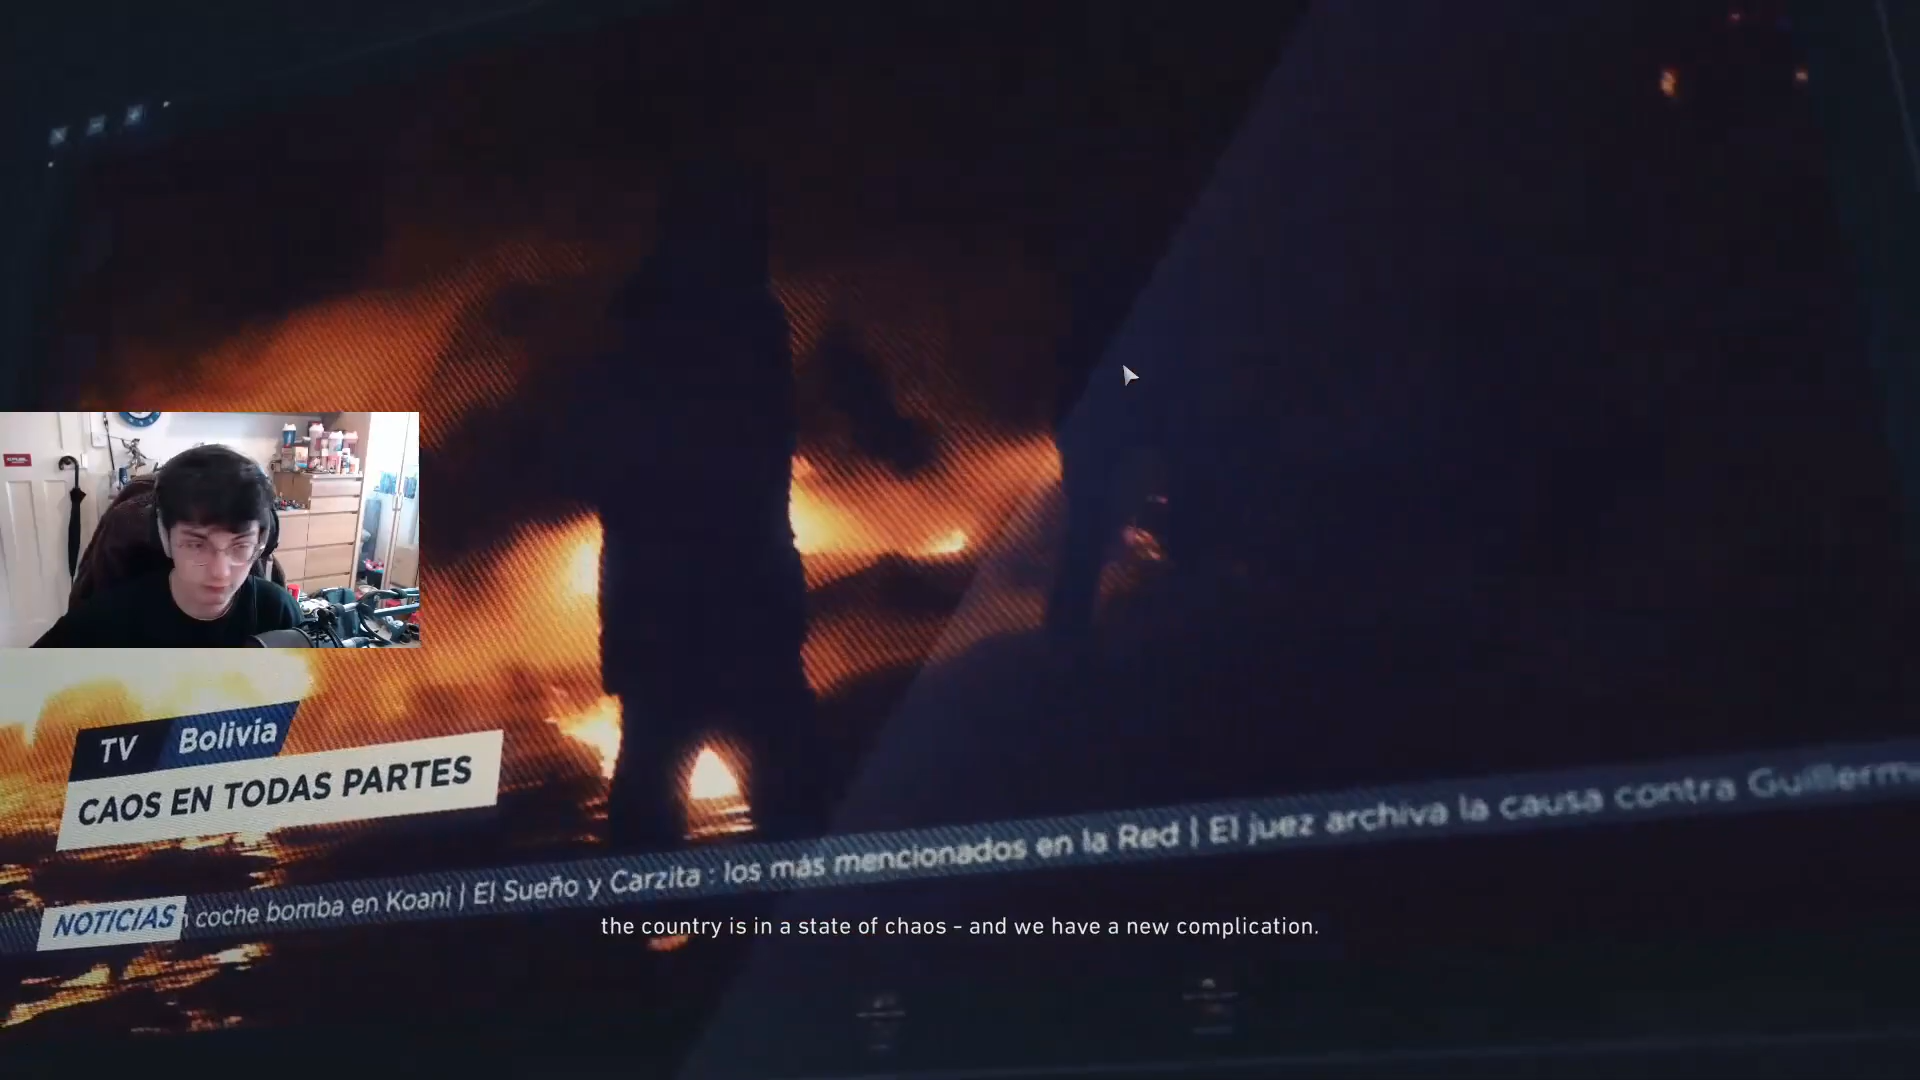 TV Bolivia
CAOS EN TODAS PARTES
NOTICIAS
coche bomba en Koani | El Sueño y Carzita : los más mencionados en la Red | El juez archiva la causa contra
the country is in a state of chaos - and we have a new complication.